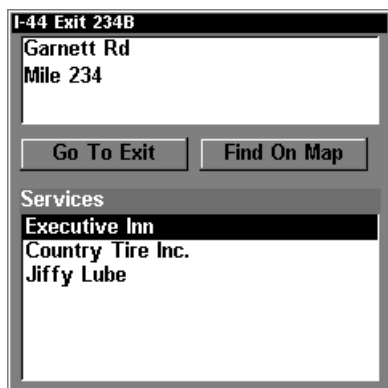 I-44 Exit 234B
Garnett Rd
Mile 234
Go To Exit
Find On Map
Services
Executive Inn
Country Tire Inc.
Jiffy Lube